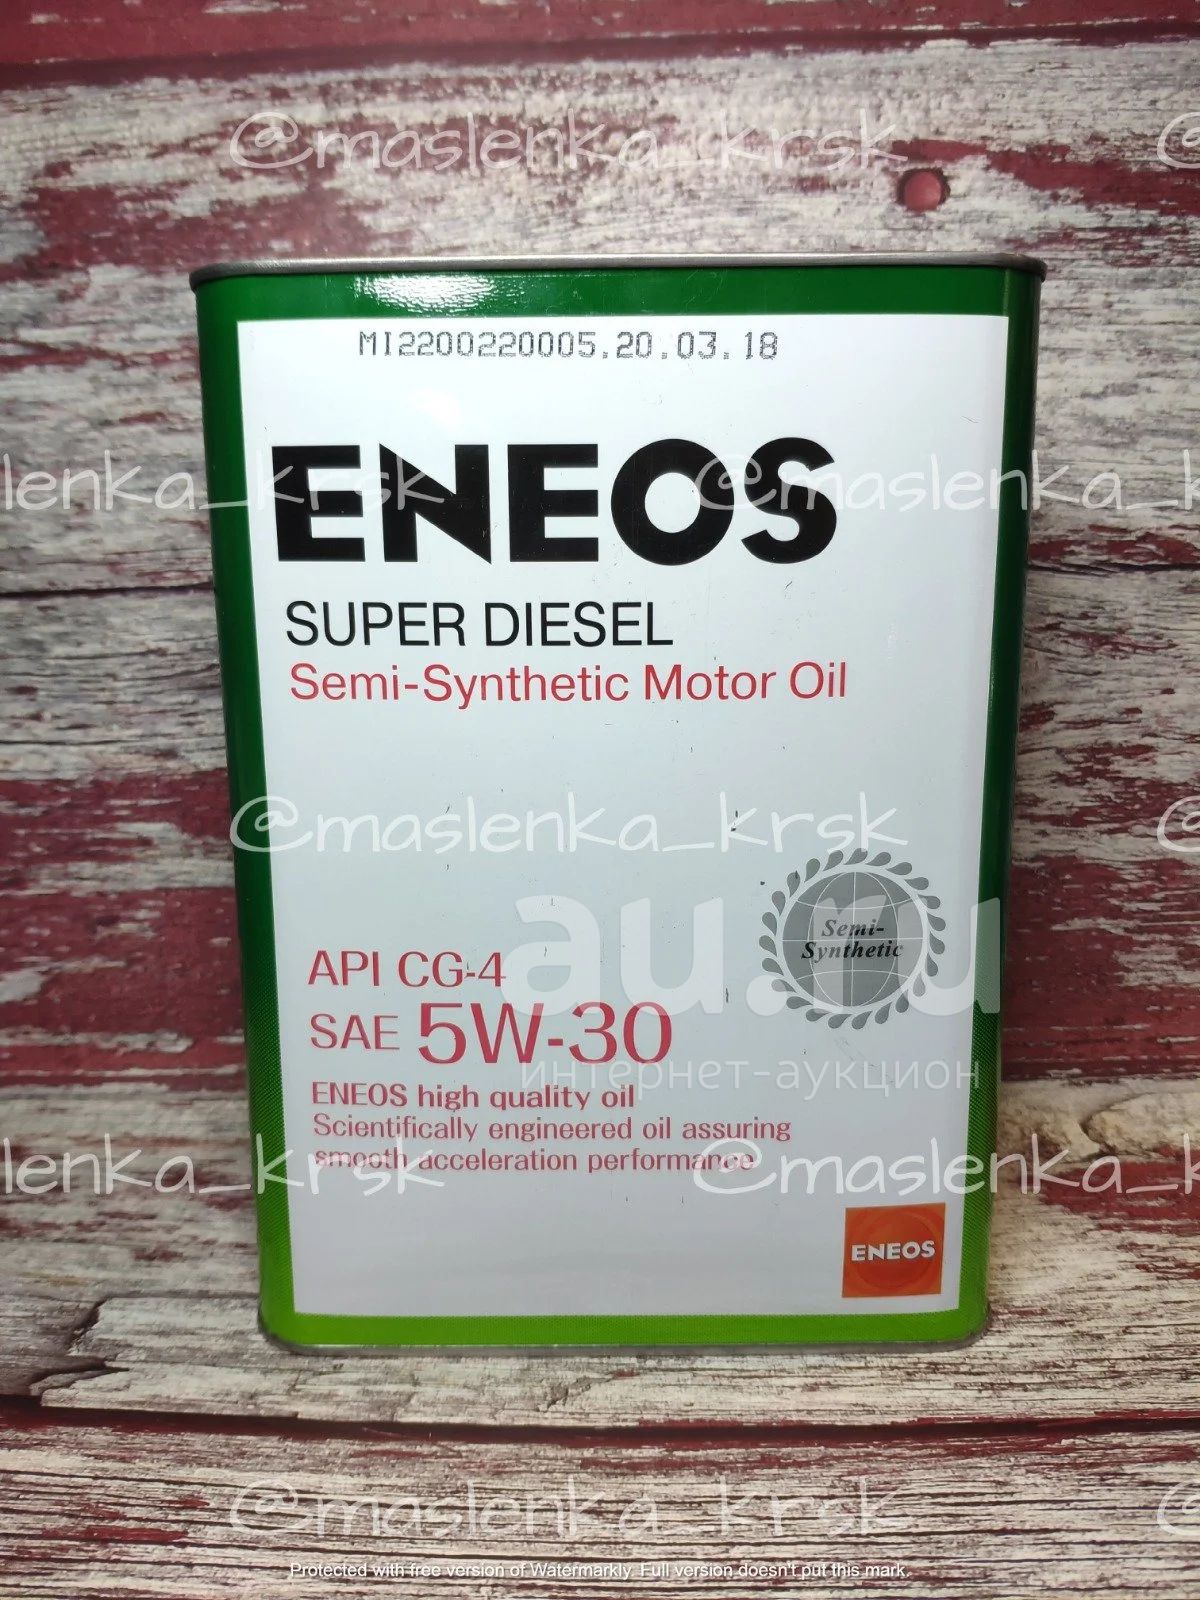 @maslenka_krsk
MI2200220005.20.03.18
ENEOS
lenka_krsk
@maslenka_k
SUPER DIESEL
Semi-Synthetic Motor Oil
@maslenka_krsk
Semi-
Synthetic
au.ru
API CG-4
SAE 5W-30
интернет-аукцион
ENEOS high quality oil
Scientifically engineered oil assuring
smooth acceleration performance
lenka_krsk
@maslenka_k
ENEOS
@maslenka_krsk
Protected with free version of Watermarkly. Full version doesn't put this mark.